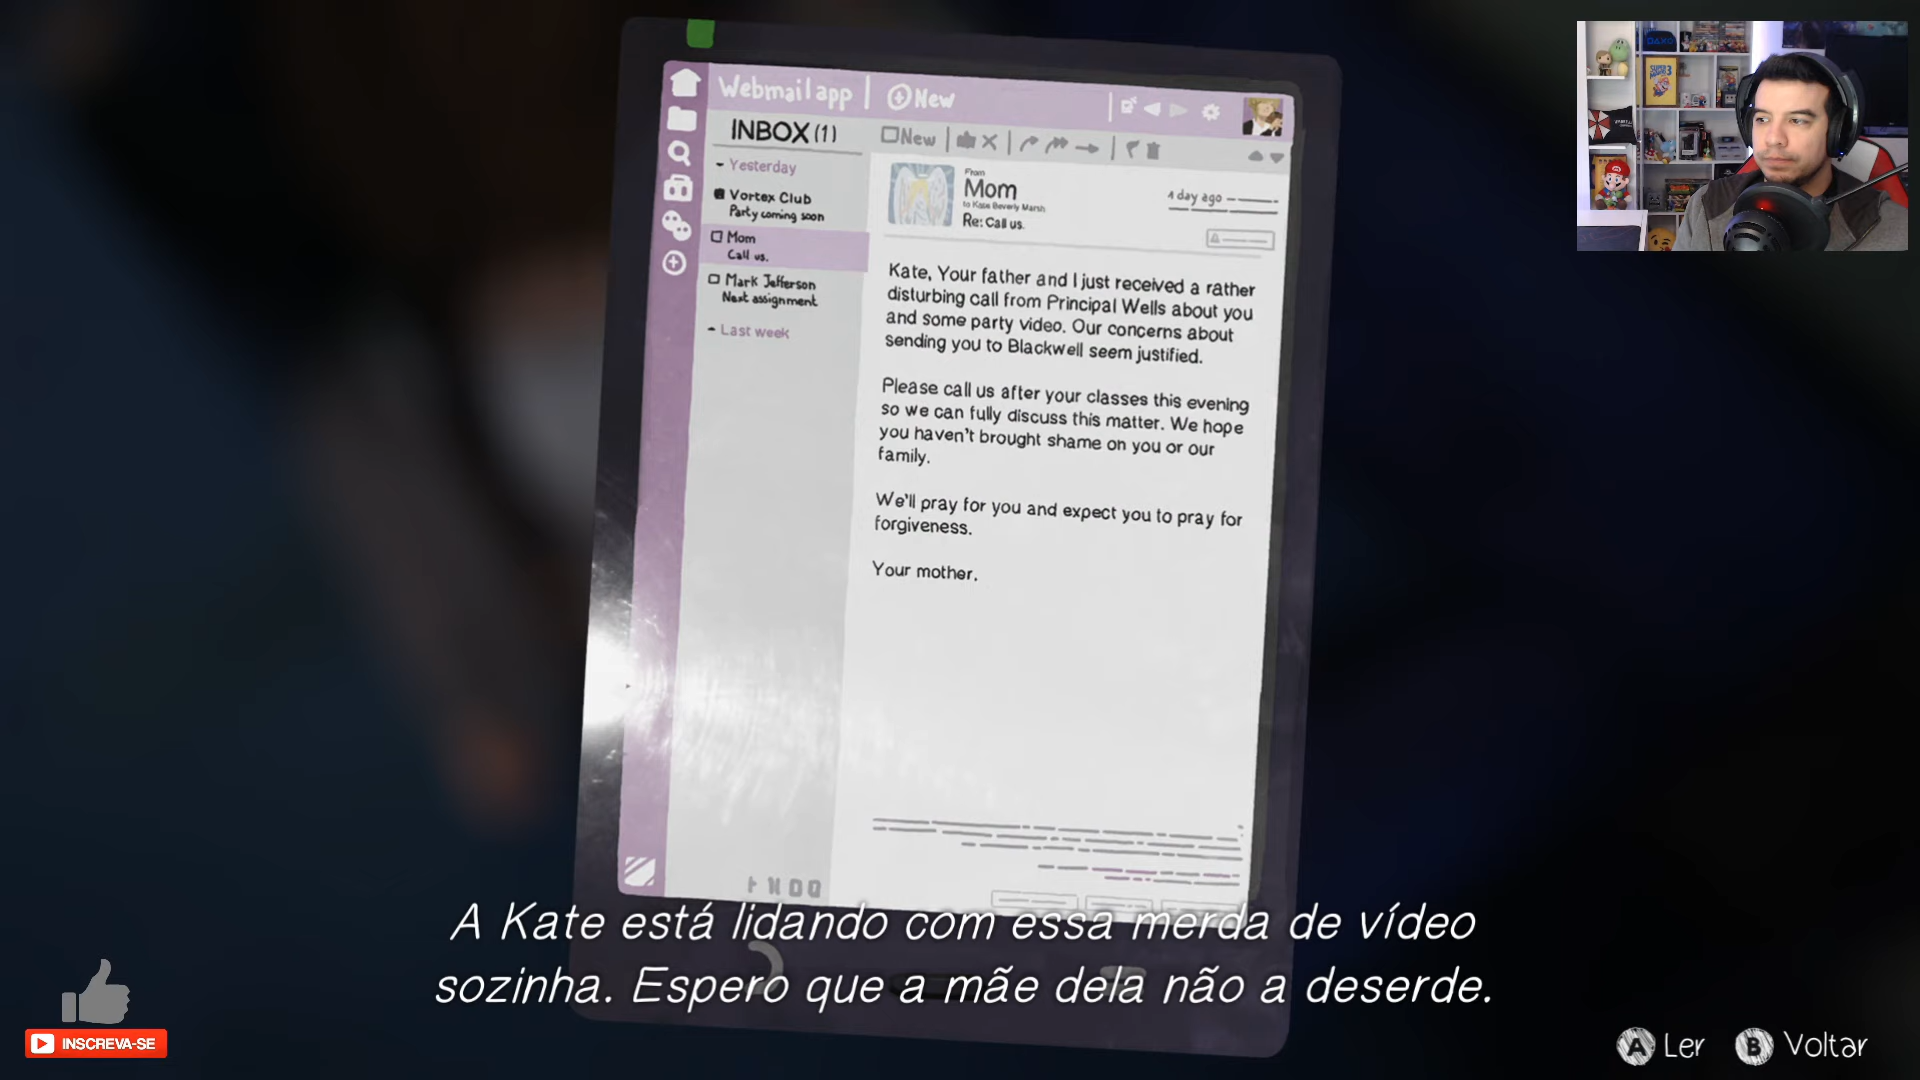 Webmail app
New
INBOX (1)
New
Yesterday
Vortex Club
Party coming soon
Mom
Call us.
Mark Jefferson
Next assignment
Last week
From
Mom
to Kate Beverly Marsh
Re: Call us.
1 day ago
Kate, Your father and I just received a rather
disturbing call from Principal Wells about you
and some party video. Our concerns about
sending you to Blackwell seem justified.
Please call us after your classes this evening
so we can fully discuss this matter. We hope
you haven't brought shame on you or our
family.
We'll pray for you and expect you to pray for
forgiveness.
Your mother.
A Kate está lidando com essa merda de vídeo
sozinha. Espero que a mãe dela não a deserde.
INSCREVA-SE
A Ler B Voltar